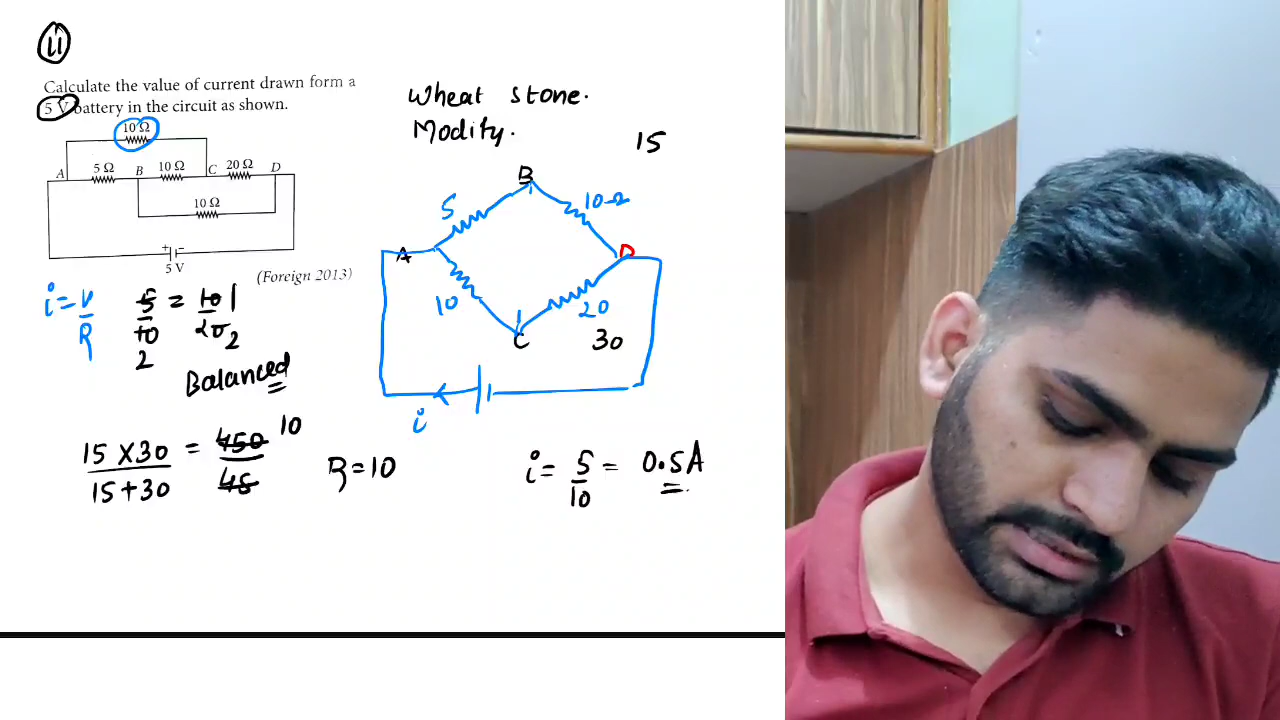 11
Calculate the value of current drawn form a
5 V battery in the circuit as shown.
10 Ω
A 5 Ω B 10 Ω C 20 Ω D
10 Ω
+ −
5 V
(Foreign 2013)
i = V/R
5/10 2 = 10/20 1 2
Balanced
15 × 30 / 15 + 30 = 450/45 10
R = 10
Wheat stone.
Modify.
15
B
5 10Ω
A D
10 20
C 30
i
i = 5/10 = 0.5A